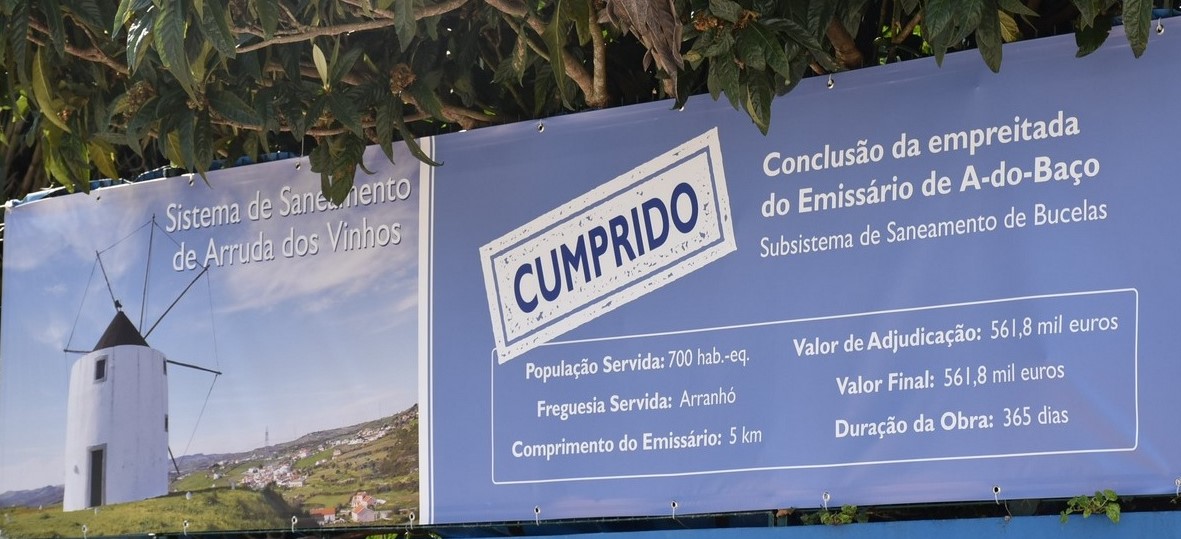 Sistema de Saneamento
de Arruda dos Vinhos
CUMPRIDO
Conclusão da empreitada
do Emissário de A-do-Baço
Subsistema de Saneamento de Bucelas
População Servida: 700 hab.-eq.
Freguesia Servida: Arranhó
Comprimento do Emissário: 5 km
Valor de Adjudicação: 561,8 mil euros
Valor Final: 561,8 mil euros
Duração da Obra: 365 dias